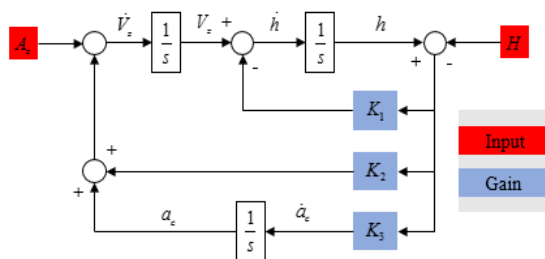 A_z
V̇_z
1/s
V_z
+
-
ḣ
1/s
h
+
-
H
K_1
K_2
K_3
+
+
a_c
1/s
ȧ_c
Input
Gain